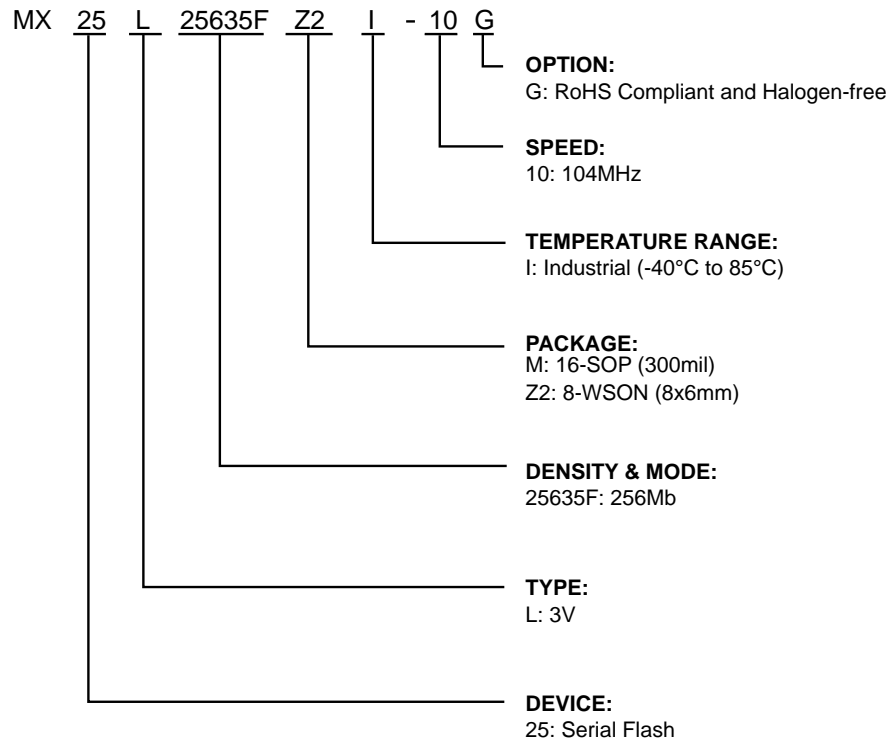 MX 25 L 25635F Z2 I - 10 G
OPTION:
G: RoHS Compliant and Halogen-free
SPEED:
10: 104MHz
TEMPERATURE RANGE:
I: Industrial (-40°C to 85°C)
PACKAGE:
M: 16-SOP (300mil)
Z2: 8-WSON (8x6mm)
DENSITY & MODE:
25635F: 256Mb
TYPE:
L: 3V
DEVICE:
25: Serial Flash